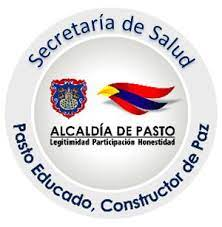 Secretaría de Salud
ALCALDÍA DE PASTO
Legitimidad Participación Honestidad
Pasto Educado, Constructor de Paz